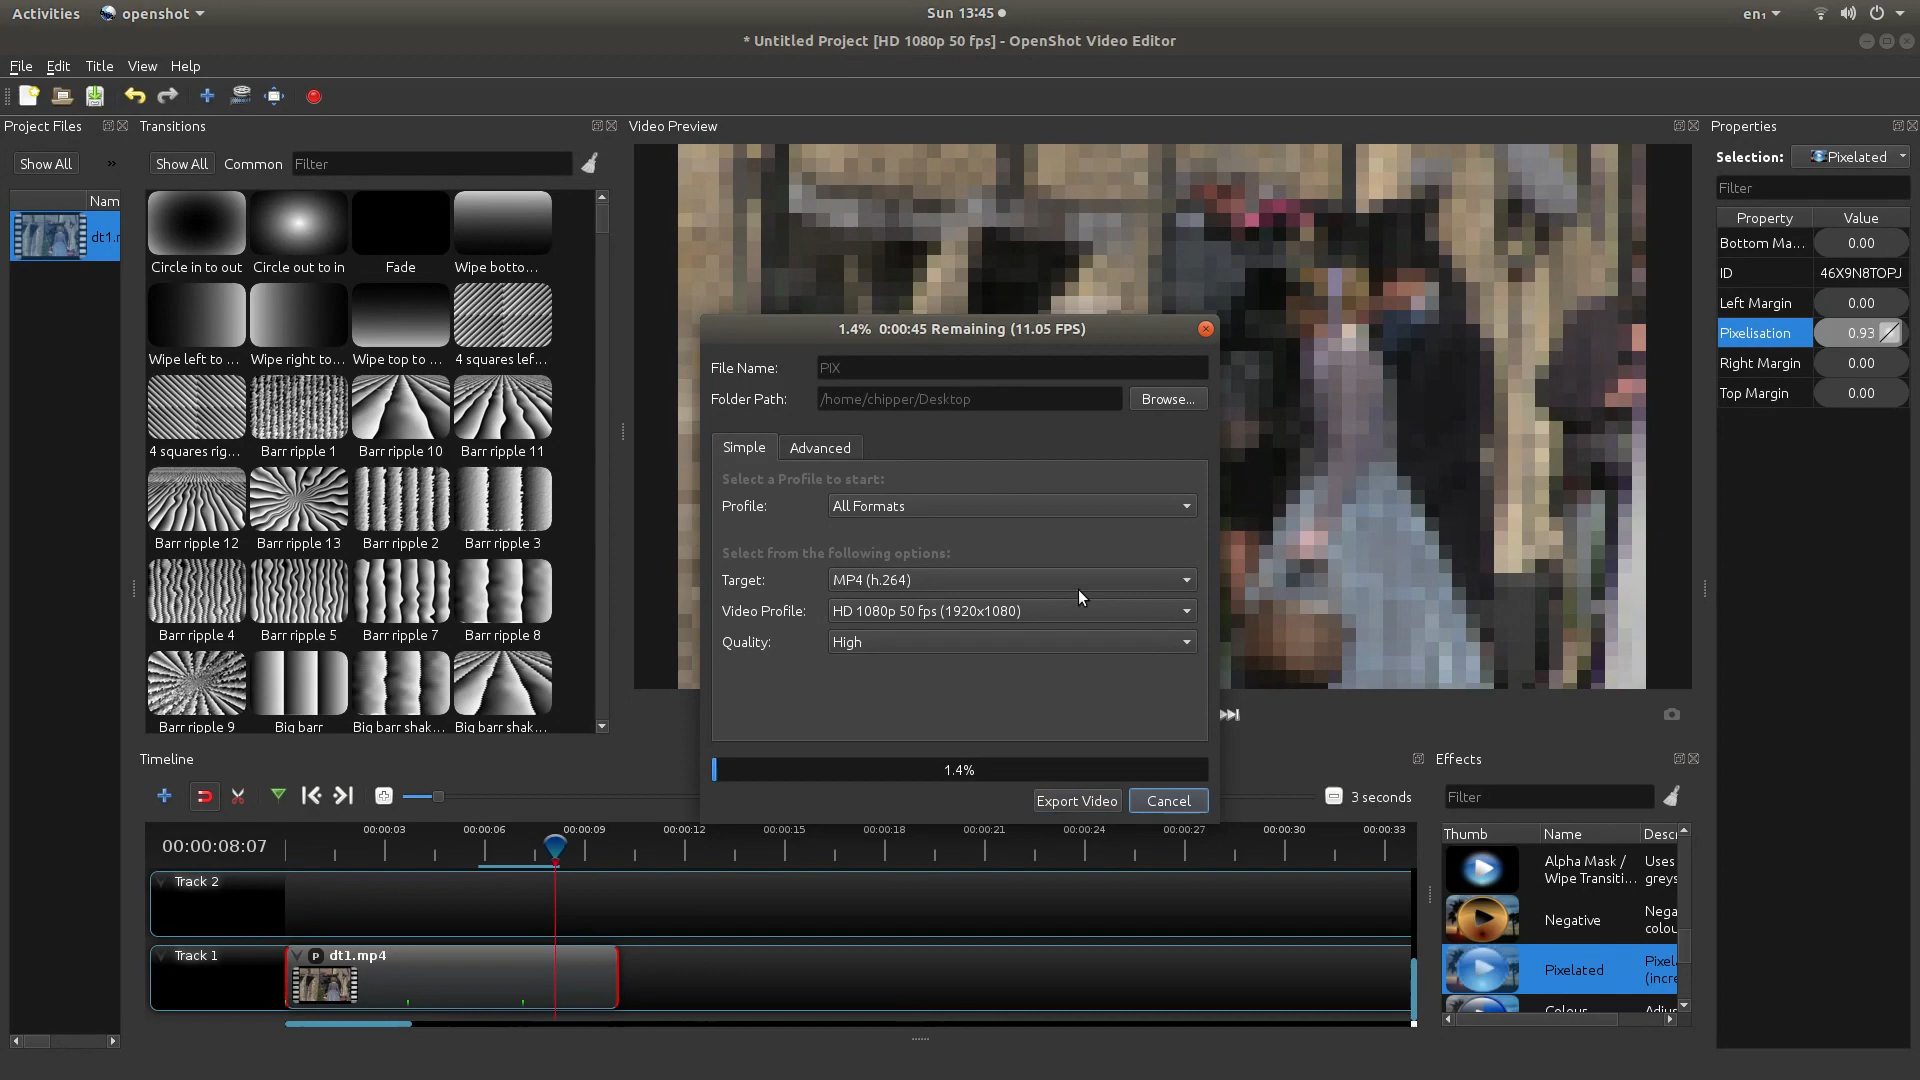 Activities openshot Sun 13:45 en₁
* Untitled Project [HD 1080p 50 fps] - OpenShot Video Editor
File Edit Title View Help
Project Files Transitions Video Preview Properties
Show All » Show All Common Filter Selection: Pixelated
Filter
Nam
dt1.r
Property Value
Bottom Ma... 0.00
ID 46X9N8TOPJ
Left Margin 0.00
Pixelisation 0.93
Right Margin 0.00
Top Margin 0.00
Circle in to out Circle out to in Fade Wipe botto...
Wipe left to ... Wipe right to... Wipe top to ... 4 squares lef...
4 squares rig... Barr ripple 1 Barr ripple 10 Barr ripple 11
Barr ripple 12 Barr ripple 13 Barr ripple 2 Barr ripple 3
Barr ripple 4 Barr ripple 5 Barr ripple 7 Barr ripple 8
Barr ripple 9 Big barr Big barr shak... Big barr shak...
1.4% 0:00:45 Remaining (11.05 FPS)
File Name: PIX
Folder Path: /home/chipper/Desktop Browse...
Simple Advanced
Select a Profile to start:
Profile: All Formats
Select from the following options:
Target: MP4 (h.264)
Video Profile: HD 1080p 50 fps (1920x1080)
Quality: High
1.4%
Export Video Cancel
Timeline
3 seconds
00:00:03 00:00:06 00:00:09 00:00:12 00:00:15 00:00:18 00:00:21 00:00:24 00:00:27 00:00:30 00:00:33
00:00:08:07
Track 2
Track 1 P dt1.mp4
Effects
Filter
Thumb Name Descr
Alpha Mask / Uses
Wipe Transiti... greys
Negative Nega
colou
Pixelated Pixel
(incre
Colour Adjus